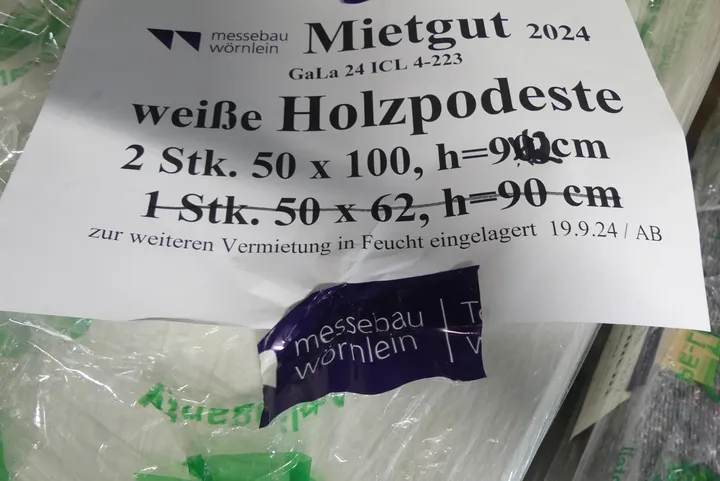 messebau
wörnlein
Mietgut 2024
GaLa 24 ICL 4-223
weiße Holzpodeste
2 Stk. 50 x 100, h=90 cm
1 Stk. 50 x 62, h=90 cm
zur weiteren Vermietung in Feucht eingelagert 19.9.24 / AB
messebau
wörnlein